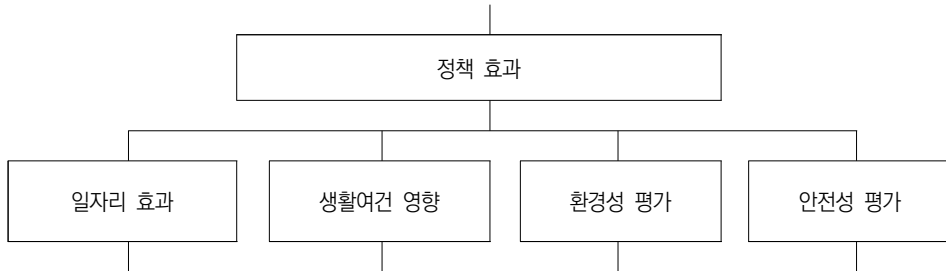 정책 효과
일자리 효과
생활여건 영향
환경성 평가
안전성 평가